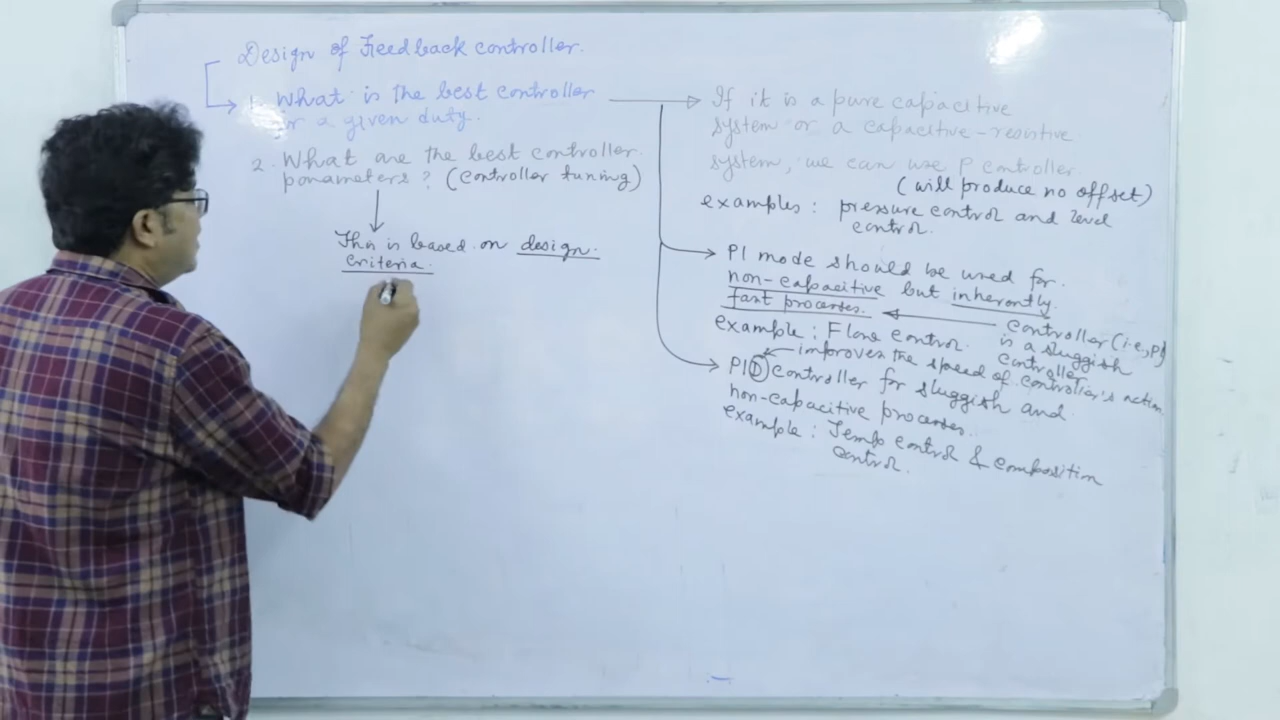 Design of Feedback controller.
1. What is the best controller
for a given duty.
2. What are the best controller
parameters? (Controller tuning)
This is based on design
criteria.
If it is a pure capacitive
system or a capacitive-resistive
system, we can use P controller
(will produce no offset)
examples: pressure control and level
control.
PI mode should be used for
non-capacitive but inherently
fast processes.
controller (i.e., PI)
is a sluggish
controller
example: Flow control.
improves the speed of controller's action
PID controller for sluggish and
non-capacitive processes.
example: Temp control & composition
control.